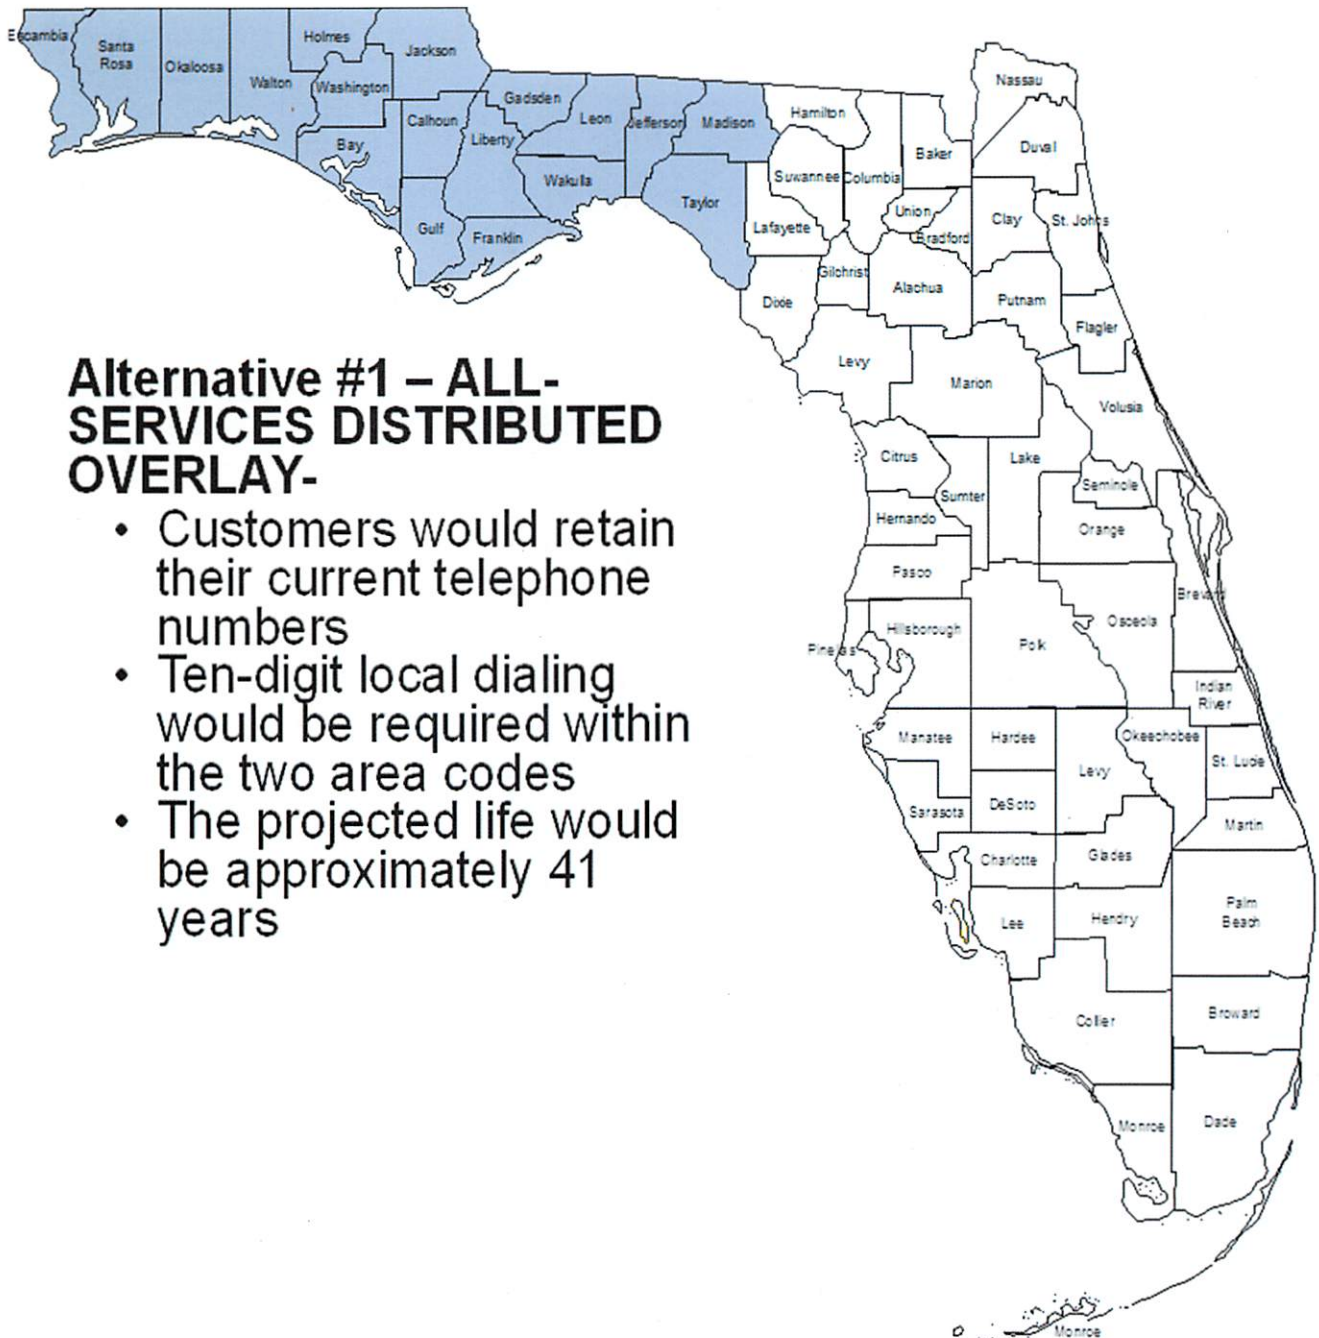 Escambia
Santa
Rosa
Okaloosa
Walton
Holmes
Washington
Jackson
Bay
Calhoun
Gulf
Gadsden
Liberty
Franklin
Leon
Wakulla
Jefferson
Madison
Taylor
Hamilton
Suwannee
Columbia
Lafayette
Baker
Nassau
Duval
Union
Bradford
Clay
St. Johns
Gilchrist
Alachua
Putnam
Dixie
Flagler
Levy
Marion
Volusia
Alternative #1 – ALL-
SERVICES DISTRIBUTED
OVERLAY-
• Customers would retain
their current telephone
numbers
• Ten-digit local dialing
would be required within
the two area codes
• The projected life would
be approximately 41
years
Citrus
Lake
Sumter
Seminole
Hernando
Orange
Pasco
Brevard
Osceola
Hillsborough
Pinellas
Polk
Indian
River
Manatee
Hardee
Okeechobee
Levy
St. Lucie
Sarasota
DeSoto
Martin
Charlotte
Glades
Lee
Hendry
Palm
Beach
Collier
Broward
Monroe
Dade
Monroe